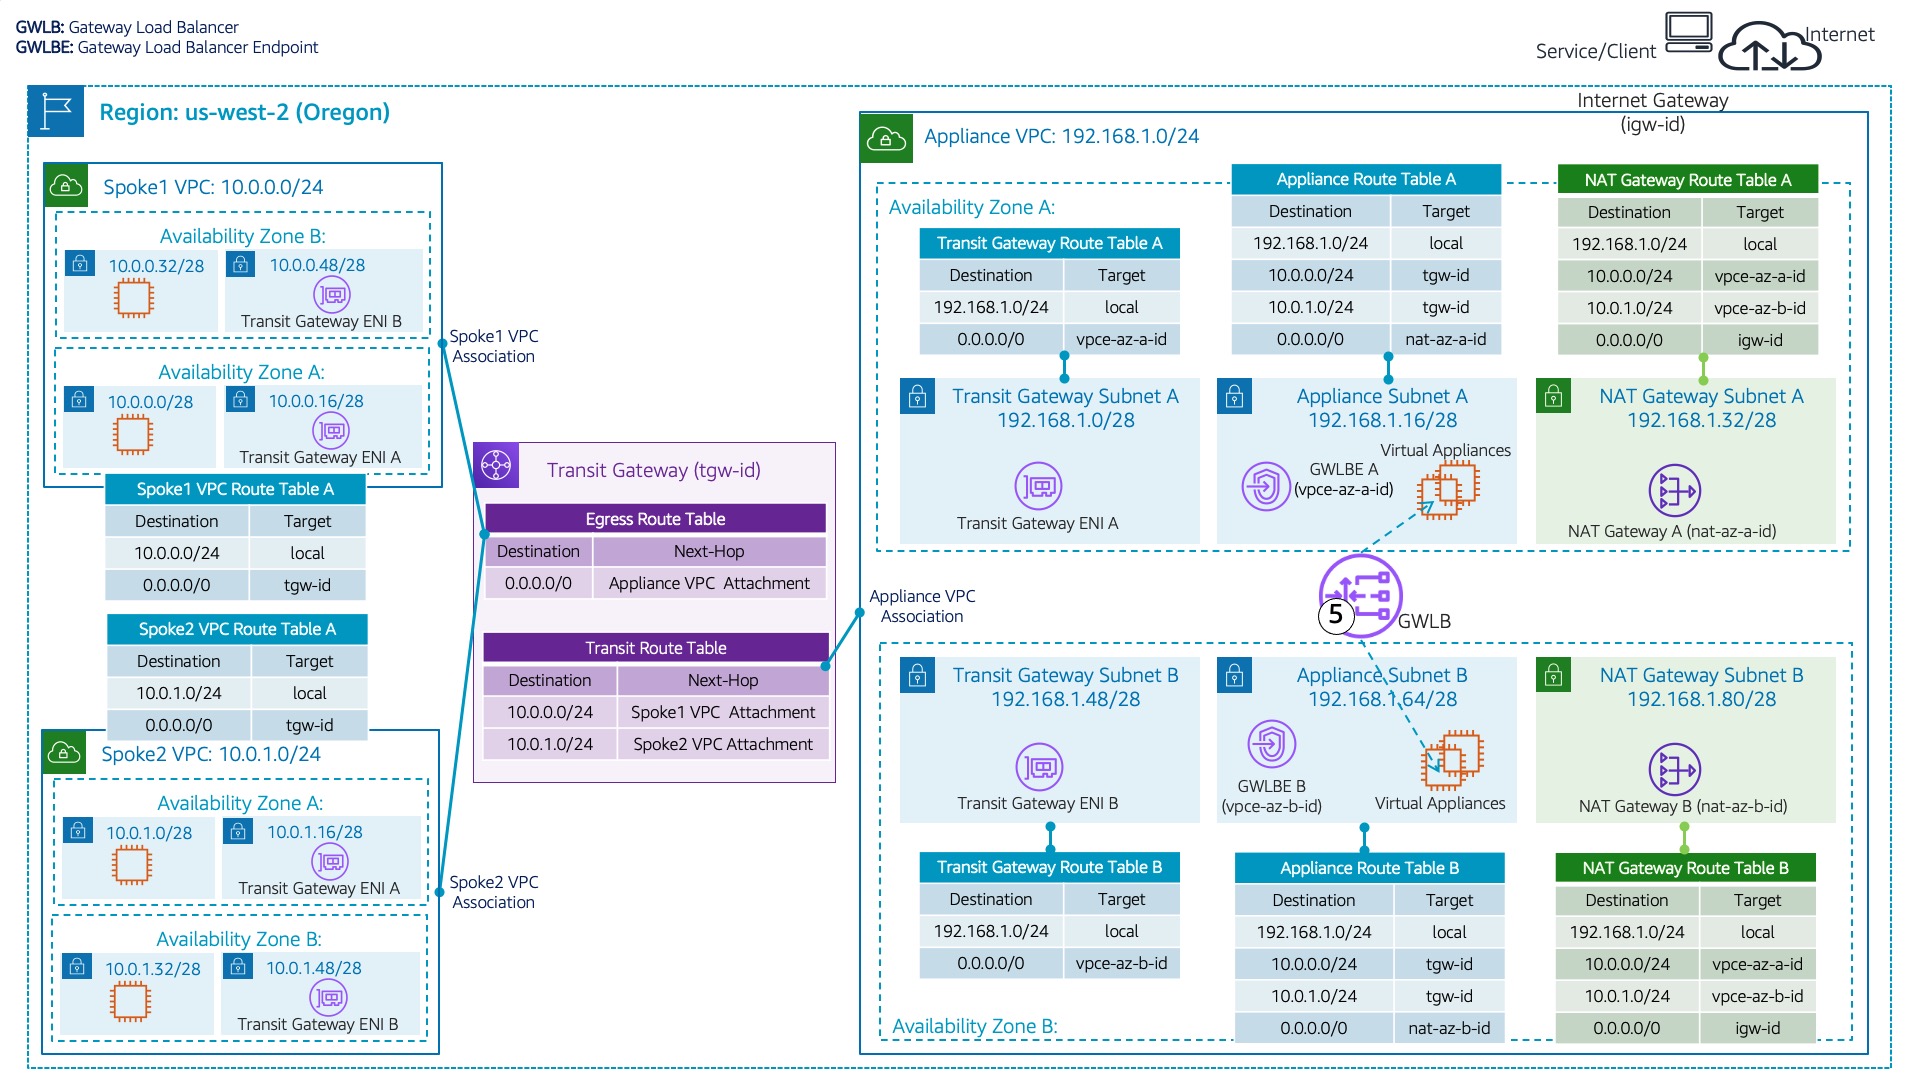 GWLB: Gateway Load Balancer
GWLBE: Gateway Load Balancer Endpoint
Service/Client
Internet
Region: us-west-2 (Oregon)
Internet Gateway
(igw-id)
Spoke1 VPC: 10.0.0.0/24
Availability Zone B:
10.0.0.32/28
10.0.0.48/28
Transit Gateway ENI B
Availability Zone A:
10.0.0.0/28
10.0.0.16/28
Transit Gateway ENI A
Spoke1 VPC
Association
Spoke1 VPC Route Table A
Destination Target
10.0.0.0/24 local
0.0.0.0/0 tgw-id
Spoke2 VPC Route Table A
Destination Target
10.0.1.0/24 local
0.0.0.0/0 tgw-id
Spoke2 VPC: 10.0.1.0/24
Availability Zone A:
10.0.1.0/28
10.0.1.16/28
Transit Gateway ENI A
Availability Zone B:
10.0.1.32/28
10.0.1.48/28
Transit Gateway ENI B
Spoke2 VPC
Association
Transit Gateway (tgw-id)
Egress Route Table
Destination Next-Hop
0.0.0.0/0 Appliance VPC Attachment
Transit Route Table
Destination Next-Hop
10.0.0.0/24 Spoke1 VPC Attachment
10.0.1.0/24 Spoke2 VPC Attachment
Appliance VPC
Association
Appliance VPC: 192.168.1.0/24
Availability Zone A:
Transit Gateway Route Table A
Destination Target
192.168.1.0/24 local
0.0.0.0/0 vpce-az-a-id
Appliance Route Table A
Destination Target
192.168.1.0/24 local
10.0.0.0/24 tgw-id
10.0.1.0/24 tgw-id
0.0.0.0/0 nat-az-a-id
NAT Gateway Route Table A
Destination Target
192.168.1.0/24 local
10.0.0.0/24 vpce-az-a-id
10.0.1.0/24 vpce-az-b-id
0.0.0.0/0 igw-id
Transit Gateway Subnet A
192.168.1.0/28
Transit Gateway ENI A
Appliance Subnet A
192.168.1.16/28
Virtual Appliances
GWLBE A
(vpce-az-a-id)
NAT Gateway Subnet A
192.168.1.32/28
NAT Gateway A (nat-az-a-id)
5
GWLB
Transit Gateway Subnet B
192.168.1.48/28
Transit Gateway ENI B
Appliance Subnet B
192.168.1.64/28
GWLBE B
(vpce-az-b-id)
Virtual Appliances
NAT Gateway Subnet B
192.168.1.80/28
NAT Gateway B (nat-az-b-id)
Transit Gateway Route Table B
Destination Target
192.168.1.0/24 local
0.0.0.0/0 vpce-az-b-id
Appliance Route Table B
Destination Target
192.168.1.0/24 local
10.0.0.0/24 tgw-id
10.0.1.0/24 tgw-id
0.0.0.0/0 nat-az-b-id
NAT Gateway Route Table B
Destination Target
192.168.1.0/24 local
10.0.0.0/24 vpce-az-a-id
10.0.1.0/24 vpce-az-b-id
0.0.0.0/0 igw-id
Availability Zone B: